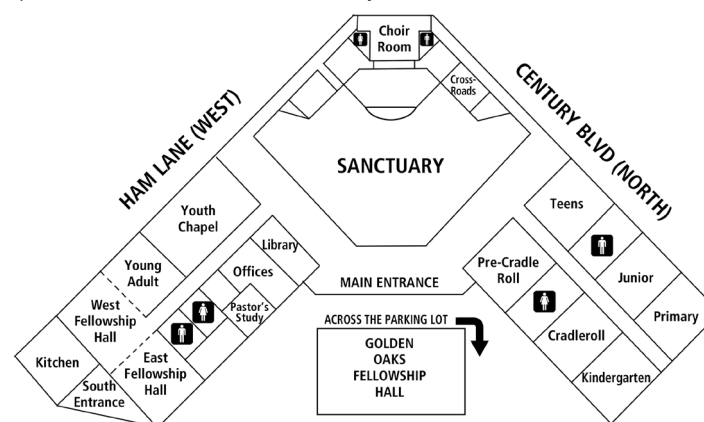 Choir
Room
Cross-
Roads
HAM LANE (WEST)
CENTURY BLVD (NORTH)
SANCTUARY
Youth
Chapel
Teens
Library
Young
Adult
Offices
Pre-Cradle
Roll
Junior
MAIN ENTRANCE
West
Fellowship
Hall
Pastor's
Study
Primary
ACROSS THE PARKING LOT
Cradleroll
GOLDEN
OAKS
FELLOWSHIP
HALL
Kitchen
East
Fellowship
Hall
Kindergarten
South
Entrance